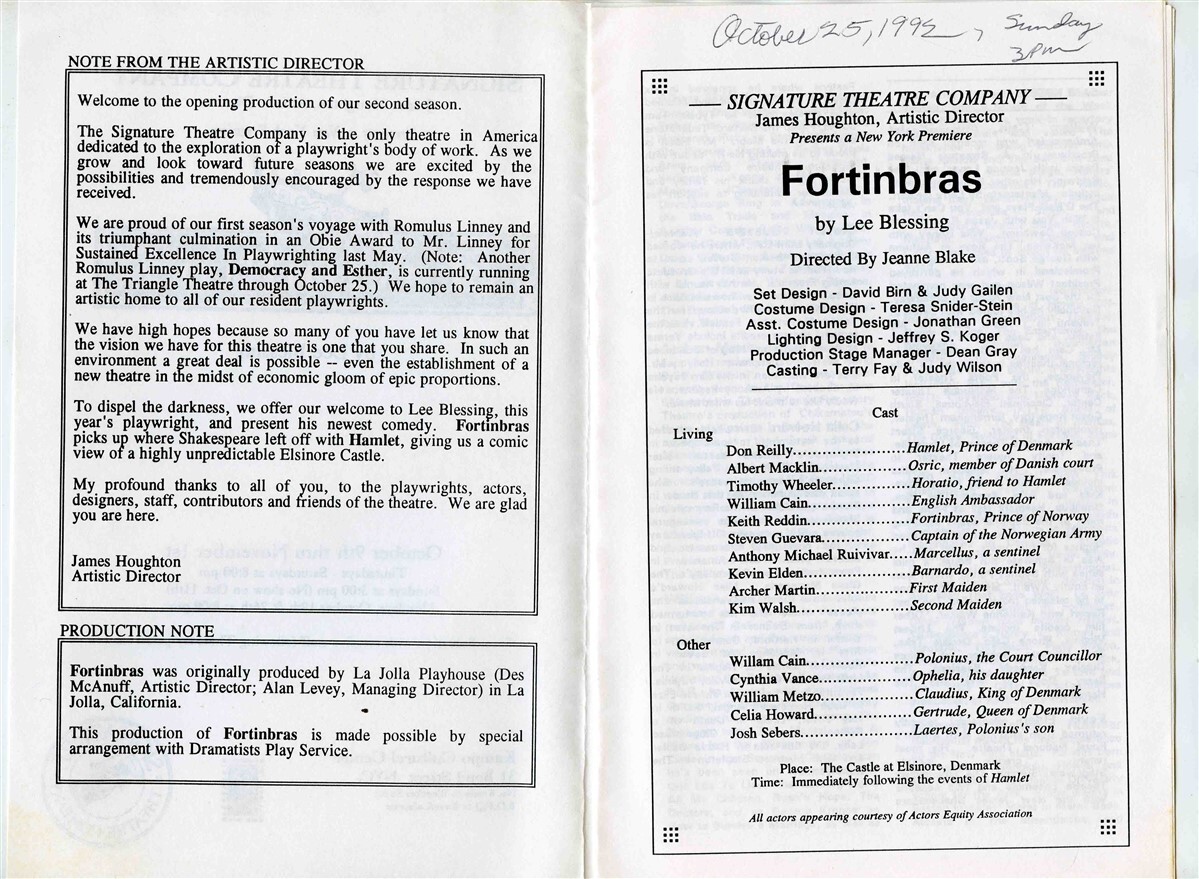 NOTE FROM THE ARTISTIC DIRECTOR
Welcome to the opening production of our second season.
The Signature Theatre Company is the only theatre in America
dedicated to the exploration of a playwright's body of work. As we
grow and look toward future seasons we are excited by the
possibilities and tremendously encouraged by the response we have
received.
We are proud of our first season's voyage with Romulus Linney and
its triumphant culmination in an Obie Award to Mr. Linney for
Sustained Excellence In Playwrighting last May. (Note: Another
Romulus Linney play, Democracy and Esther, is currently running
at The Triangle Theatre through October 25.) We hope to remain an
artistic home to all of our resident playwrights.
We have high hopes because so many of you have let us know that
the vision we have for this theatre is one that you share. In such an
environment a great deal is possible -- even the establishment of a
new theatre in the midst of economic gloom of epic proportions.
To dispel the darkness, we offer our welcome to Lee Blessing, this
year's playwright, and present his newest comedy. Fortinbras
picks up where Shakespeare left off with Hamlet, giving us a comic
view of a highly unpredictable Elsinore Castle.
My profound thanks to all of you, to the playwrights, actors,
designers, staff, contributors and friends of the theatre. We are glad
you are here.
James Houghton
Artistic Director
PRODUCTION NOTE
Fortinbras was originally produced by La Jolla Playhouse (Des
McAnuff, Artistic Director; Alan Levey, Managing Director) in La
Jolla, California.
This production of Fortinbras is made possible by special
arrangement with Dramatists Play Service.
October 25, 1992, Sunday
3PM
— SIGNATURE THEATRE COMPANY —
James Houghton, Artistic Director
Presents a New York Premiere
Fortinbras
by Lee Blessing
Directed By Jeanne Blake
Set Design - David Birn & Judy Gailen
Costume Design - Teresa Snider-Stein
Asst. Costume Design - Jonathan Green
Lighting Design - Jeffrey S. Koger
Production Stage Manager - Dean Gray
Casting - Terry Fay & Judy Wilson
Cast
Living
Don Reilly.......................Hamlet, Prince of Denmark
Albert Macklin..................Osric, member of Danish court
Timothy Wheeler................Horatio, friend to Hamlet
William Cain.....................English Ambassador
Keith Reddin.....................Fortinbras, Prince of Norway
Steven Guevara..................Captain of the Norwegian Army
Anthony Michael Ruivivar.....Marcellus, a sentinel
Kevin Elden......................Barnardo, a sentinel
Archer Martin...................First Maiden
Kim Walsh.......................Second Maiden
Other
Willam Cain......................Polonius, the Court Councillor
Cynthia Vance...................Ophelia, his daughter
William Metzo...................Claudius, King of Denmark
Celia Howard....................Gertrude, Queen of Denmark
Josh Sebers.......................Laertes, Polonius's son
Place: The Castle at Elsinore, Denmark
Time: Immediately following the events of Hamlet
All actors appearing courtesy of Actors Equity Association